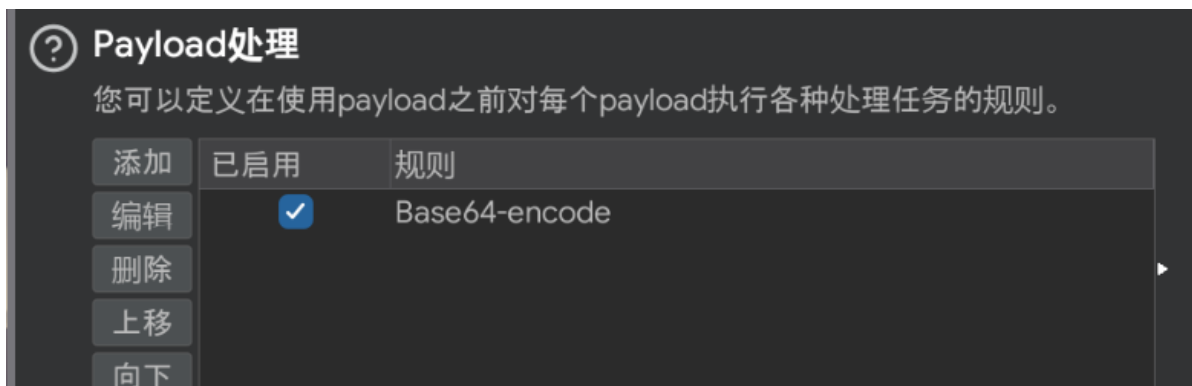 Payload处理
您可以定义在使用payload之前对每个payload执行各种处理任务的规则。
添加 已启用 规则
编辑 Base64-encode
删除
上移
向下